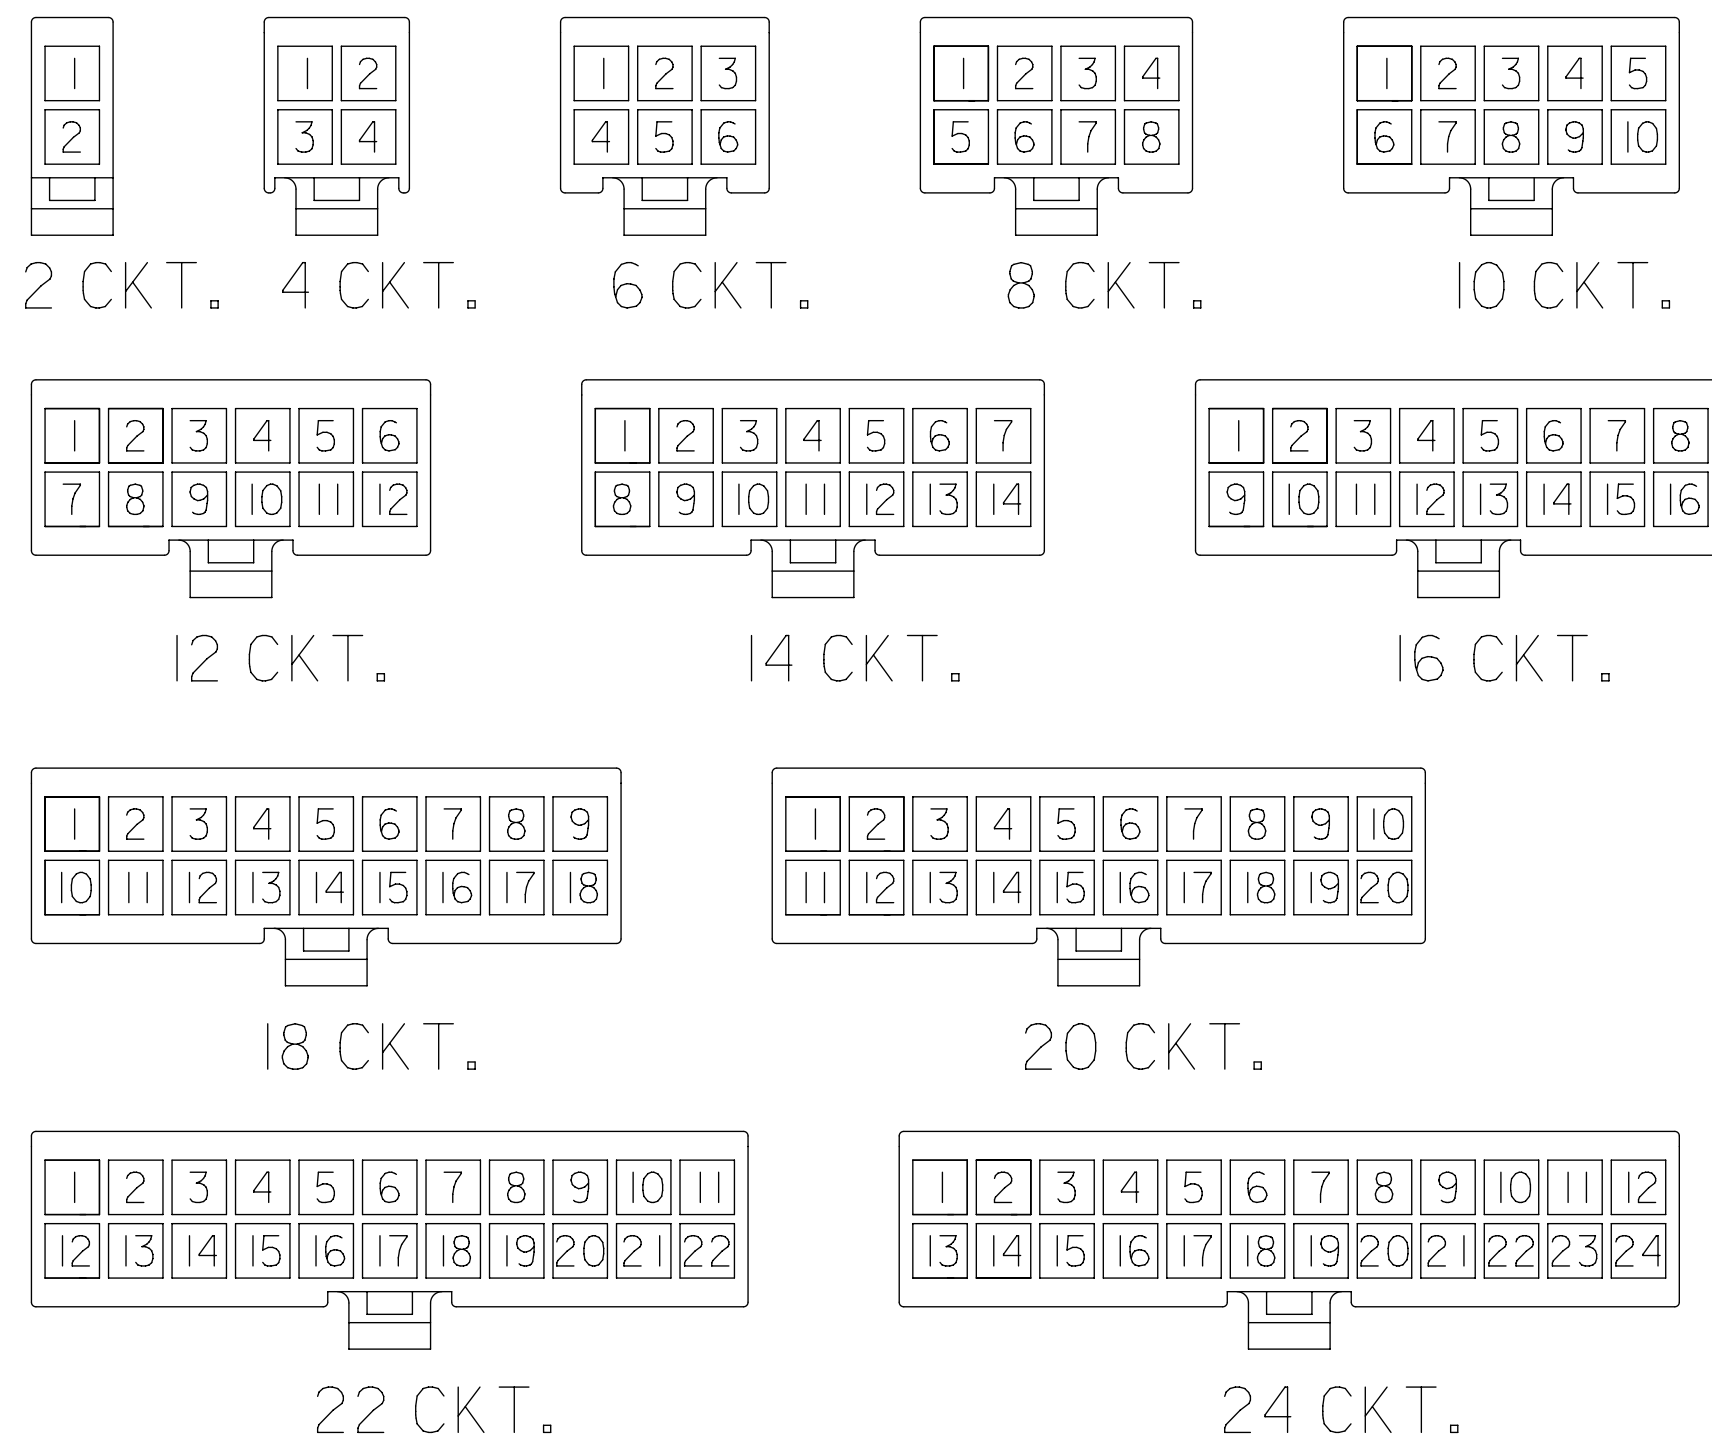 1 1 2 1 2 3 1 2 3 4 1 2 3 4 5
2 3 4 4 5 6 5 6 7 8 6 7 8 9 10
2 CKT. 4 CKT. 6 CKT. 8 CKT. 10 CKT.
1 2 3 4 5 6 1 2 3 4 5 6 7 1 2 3 4 5 6 7 8
7 8 9 10 11 12 8 9 10 11 12 13 14 9 10 11 12 13 14 15 16
12 CKT. 14 CKT. 16 CKT.
1 2 3 4 5 6 7 8 9 1 2 3 4 5 6 7 8 9 10
10 11 12 13 14 15 16 17 18 11 12 13 14 15 16 17 18 19 20
18 CKT. 20 CKT.
1 2 3 4 5 6 7 8 9 10 11 1 2 3 4 5 6 7 8 9 10 11 12
12 13 14 15 16 17 18 19 20 21 22 13 14 15 16 17 18 19 20 21 22 23 24
22 CKT. 24 CKT.